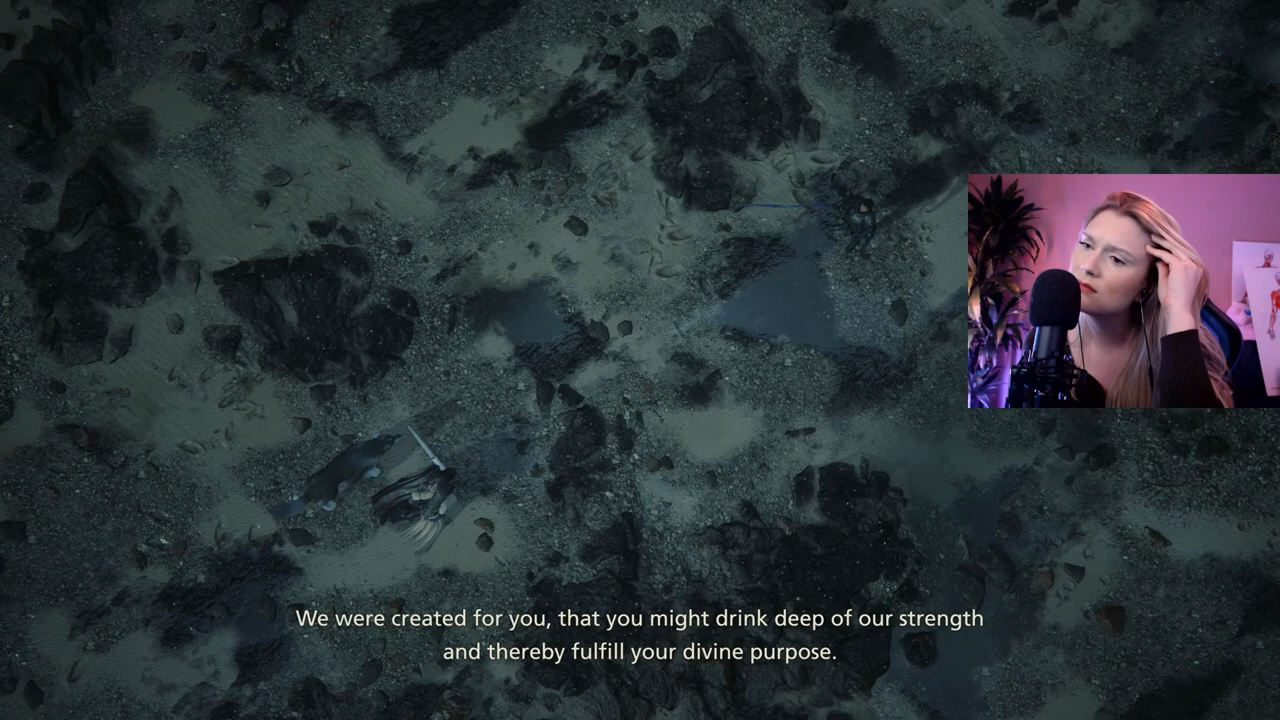 We were created for you, that you might drink deep of our strength
and thereby fulfill your divine purpose.